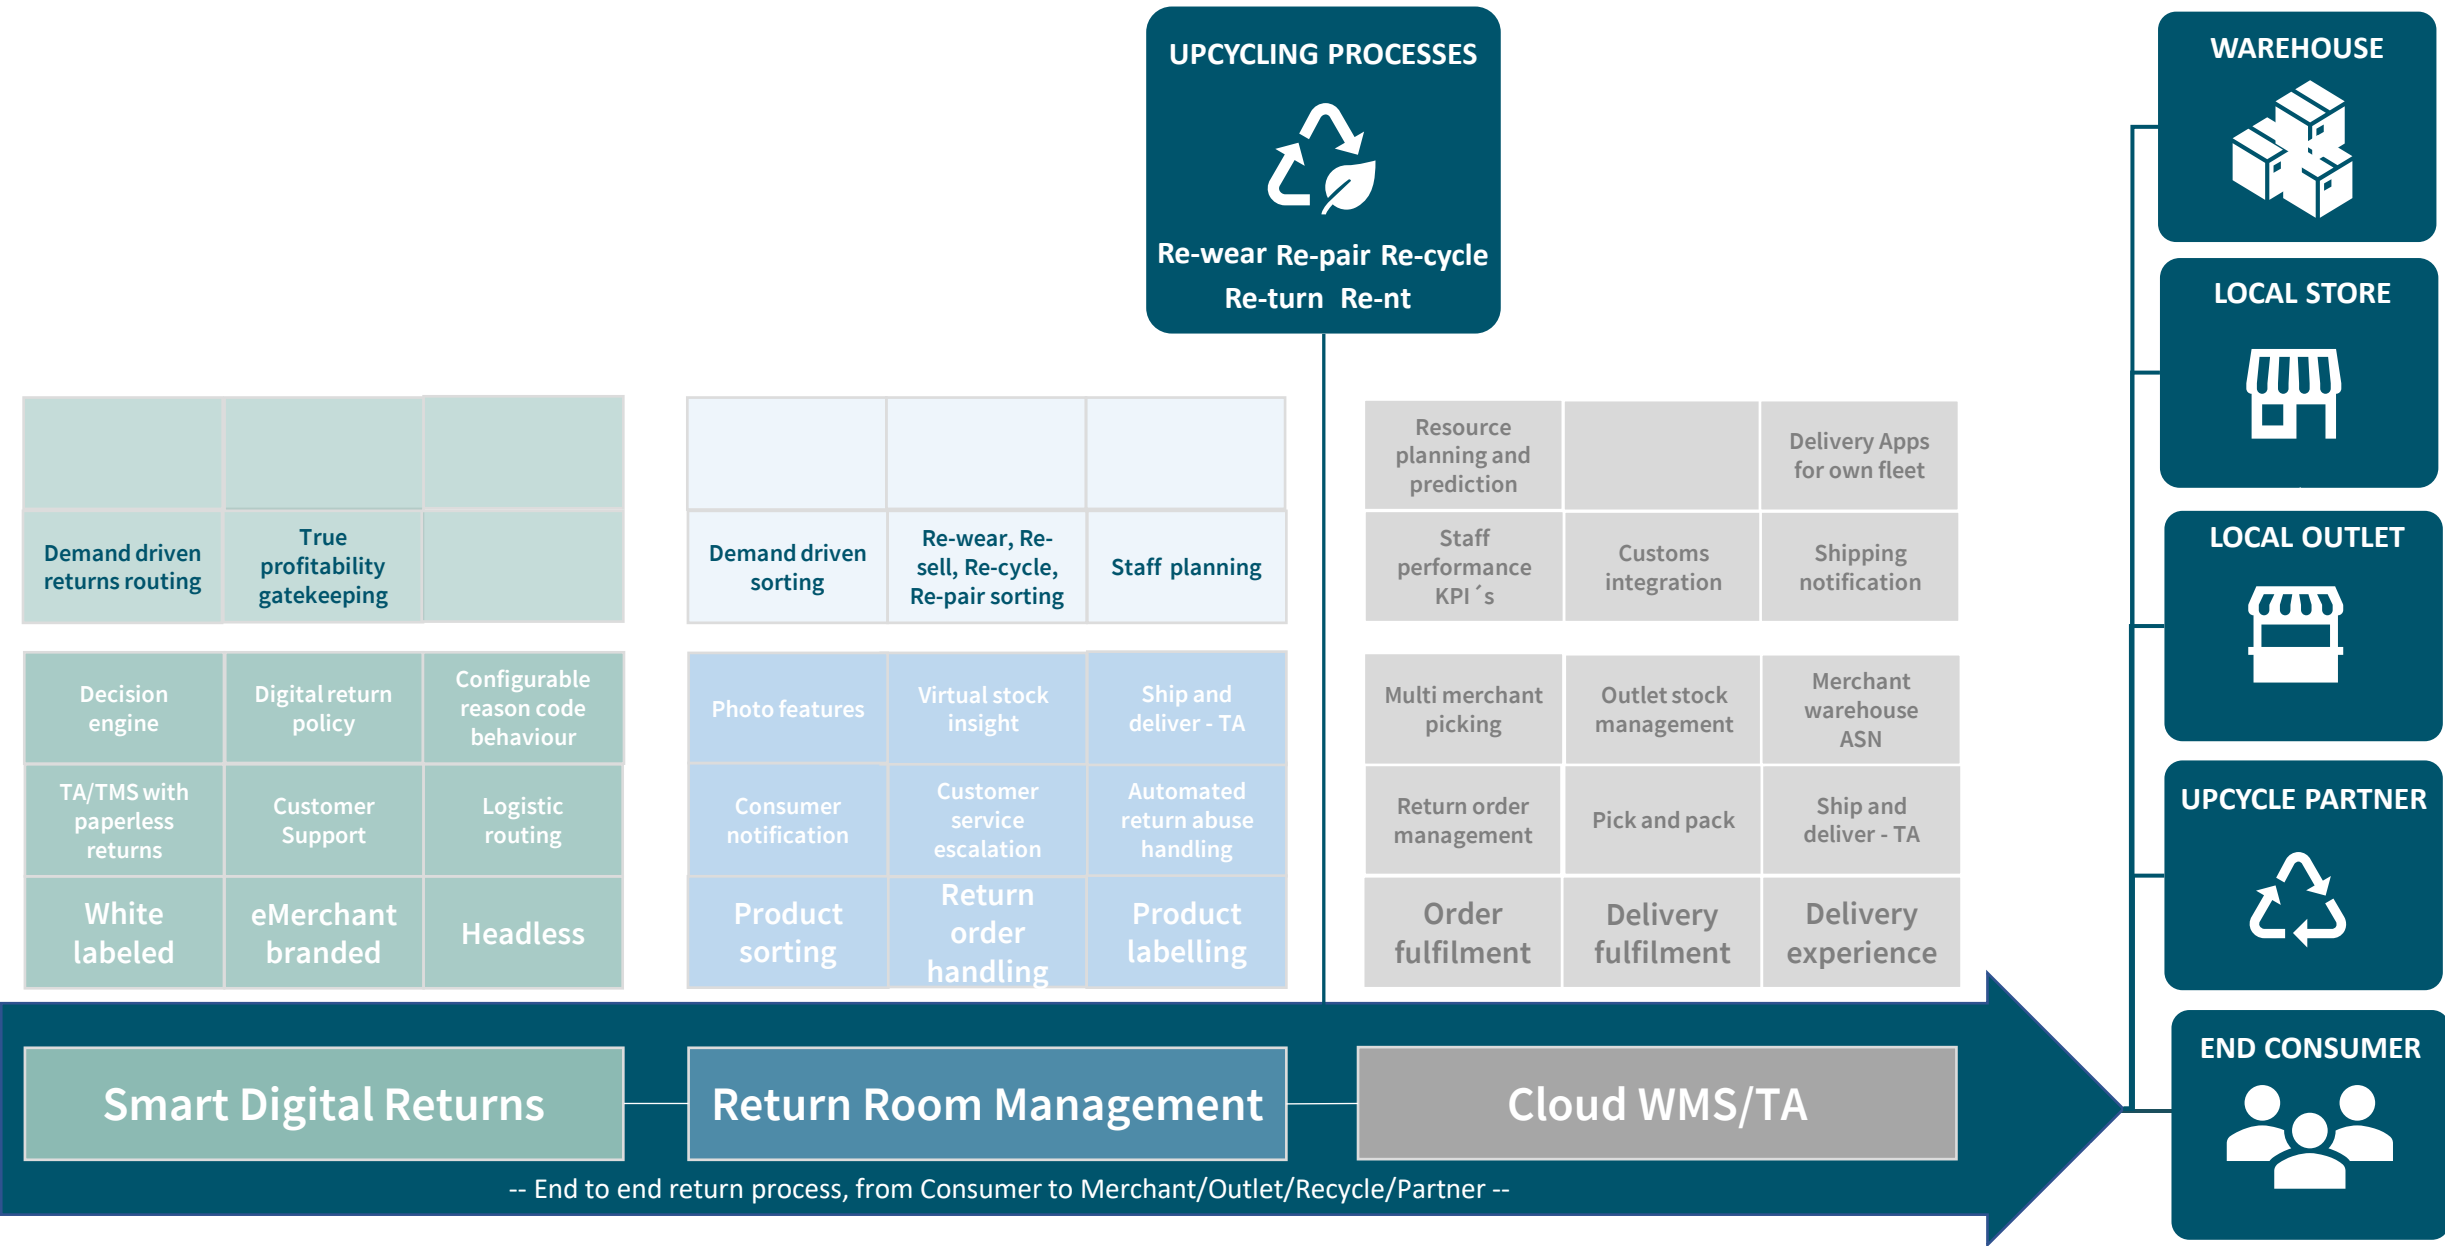 UPCYCLING PROCESSES
Re-wear Re-pair Re-cycle
Re-turn Re-nt
WAREHOUSE
LOCAL STORE
LOCAL OUTLET
UPCYCLE PARTNER
END CONSUMER
Demand driven
returns routing
True
profitability
gatekeeping
Decision
engine
Digital return
policy
Configurable
reason code
behaviour
TA/TMS with
paperless
returns
Customer
Support
Logistic
routing
White
labeled
eMerchant
branded
Headless
Demand driven
sorting
Re-wear, Re-
sell, Re-cycle,
Re-pair sorting
Staff planning
Photo features
Virtual stock
insight
Ship and
deliver - TA
Consumer
notification
Customer
service
escalation
Automated
return abuse
handling
Product
sorting
Return
order
handling
Product
labelling
Resource
planning and
prediction
Delivery Apps
for own fleet
Staff
performance
KPI´s
Customs
integration
Shipping
notification
Multi merchant
picking
Outlet stock
management
Merchant
warehouse
ASN
Return order
management
Pick and pack
Ship and
deliver - TA
Order
fulfilment
Delivery
fulfilment
Delivery
experience
Smart Digital Returns
Return Room Management
Cloud WMS/TA
-- End to end return process, from Consumer to Merchant/Outlet/Recycle/Partner --